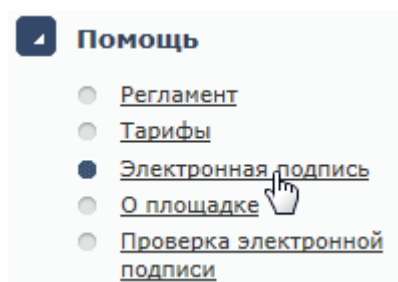 Помощь
Регламент
Тарифы
Электронная подпись
О площадке
Проверка электронной
подписи